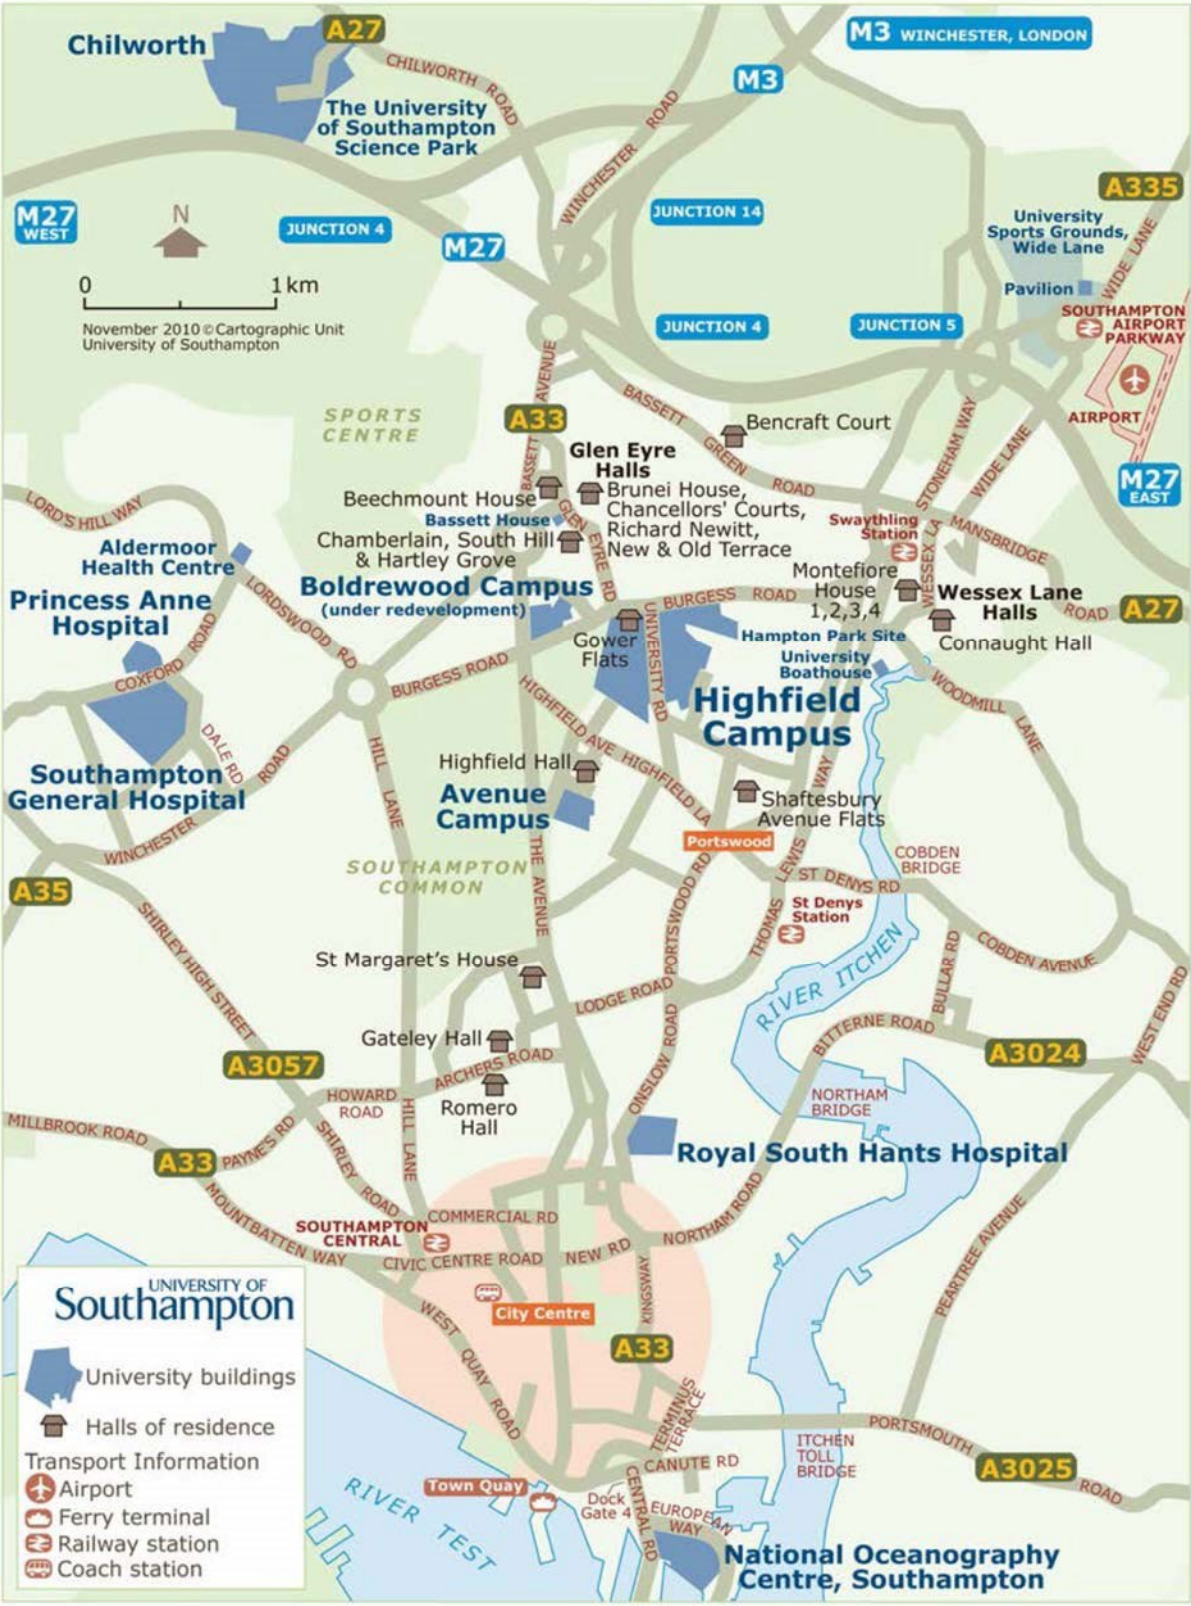 Chilworth
A27
M3 WINCHESTER, LONDON
CHILWORTH ROAD
M3
The University
of Southampton
Science Park
WINCHESTER ROAD
A335
M27
WEST
N
JUNCTION 4
M27
JUNCTION 14
University
Sports Grounds,
Wide Lane
WIDE LANE
Pavilion
0 1 km
November 2010 © Cartographic Unit
University of Southampton
JUNCTION 4
JUNCTION 5
SOUTHAMPTON
AIRPORT
PARKWAY
AIRPORT
SPORTS
CENTRE
BASSETT AVENUE
A33
BASSETT GREEN ROAD
Bencraft Court
Glen Eyre
Halls
STONEHAM WAY
WIDE LANE
M27
EAST
LORD'S HILL WAY
Beechmount House
Brunei House,
Chancellors' Courts,
Richard Newitt,
New & Old Terrace
Bassett House
GLEN EYRE RD
Chamberlain, South Hill
& Hartley Grove
Swaythling
Station
WESSEX LA
MANSBRIDGE ROAD
Aldermoor
Health Centre
Princess Anne
Hospital
LORDSWOOD RD
Boldrewood Campus
(under redevelopment)
Montefiore
House
1,2,3,4
Wessex Lane
Halls
A27
BURGESS ROAD
Connaught Hall
Gower
Flats
UNIVERSITY RD
Hampton Park Site
University
Boathouse
COXFORD ROAD
BURGESS ROAD
HIGHFIELD AVE
Highfield
Campus
WOODMILL LANE
DALE RD
Southampton
General Hospital
WINCHESTER ROAD
HILL LANE
Highfield Hall
HIGHFIELD LA
Avenue
Campus
Shaftesbury
Avenue Flats
Portswood
COBDEN
BRIDGE
A35
SOUTHAMPTON
COMMON
THE AVENUE
PORTSWOOD RD
THOMAS LEWIS WAY
ST DENYS RD
St Denys
Station
SHIRLEY HIGH STREET
St Margaret's House
LODGE ROAD
RIVER ITCHEN
BULLAR RD
COBDEN AVENUE
WEST END RD
Gateley Hall
BITTERNE ROAD
A3024
A3057
ARCHERS ROAD
ONSLOW ROAD
HOWARD
ROAD
Romero
Hall
NORTHAM
BRIDGE
MILLBROOK ROAD
A33
PAYNE'S RD
SHIRLEY ROAD
HILL LANE
Royal South Hants Hospital
MOUNTBATTEN WAY
COMMERCIAL RD
SOUTHAMPTON
CENTRAL
CIVIC CENTRE ROAD
NEW RD
NORTHAM ROAD
PEARTREE AVENUE
KINGSWAY
City Centre
WEST QUAY ROAD
A33
TERMINUS
TERRACE
ITCHEN
TOLL
BRIDGE
PORTSMOUTH ROAD
A3025
CANUTE RD
Town Quay
Dock
Gate 4
CENTRAL RD
EUROPEAN
WAY
RIVER TEST
National Oceanography
Centre, Southampton
UNIVERSITY OF
Southampton
University buildings
Halls of residence
Transport Information
Airport
Ferry terminal
Railway station
Coach station